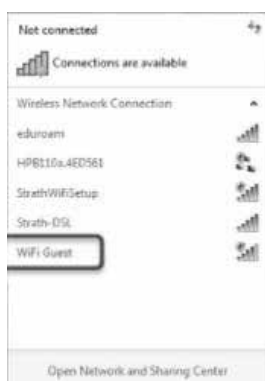 Not connected
Connections are available
Wireless Network Connection
eduroam
HPB110a.4ED561
StrathWifiSetup
Strath-DSL
WiFi Guest
Open Network and Sharing Center